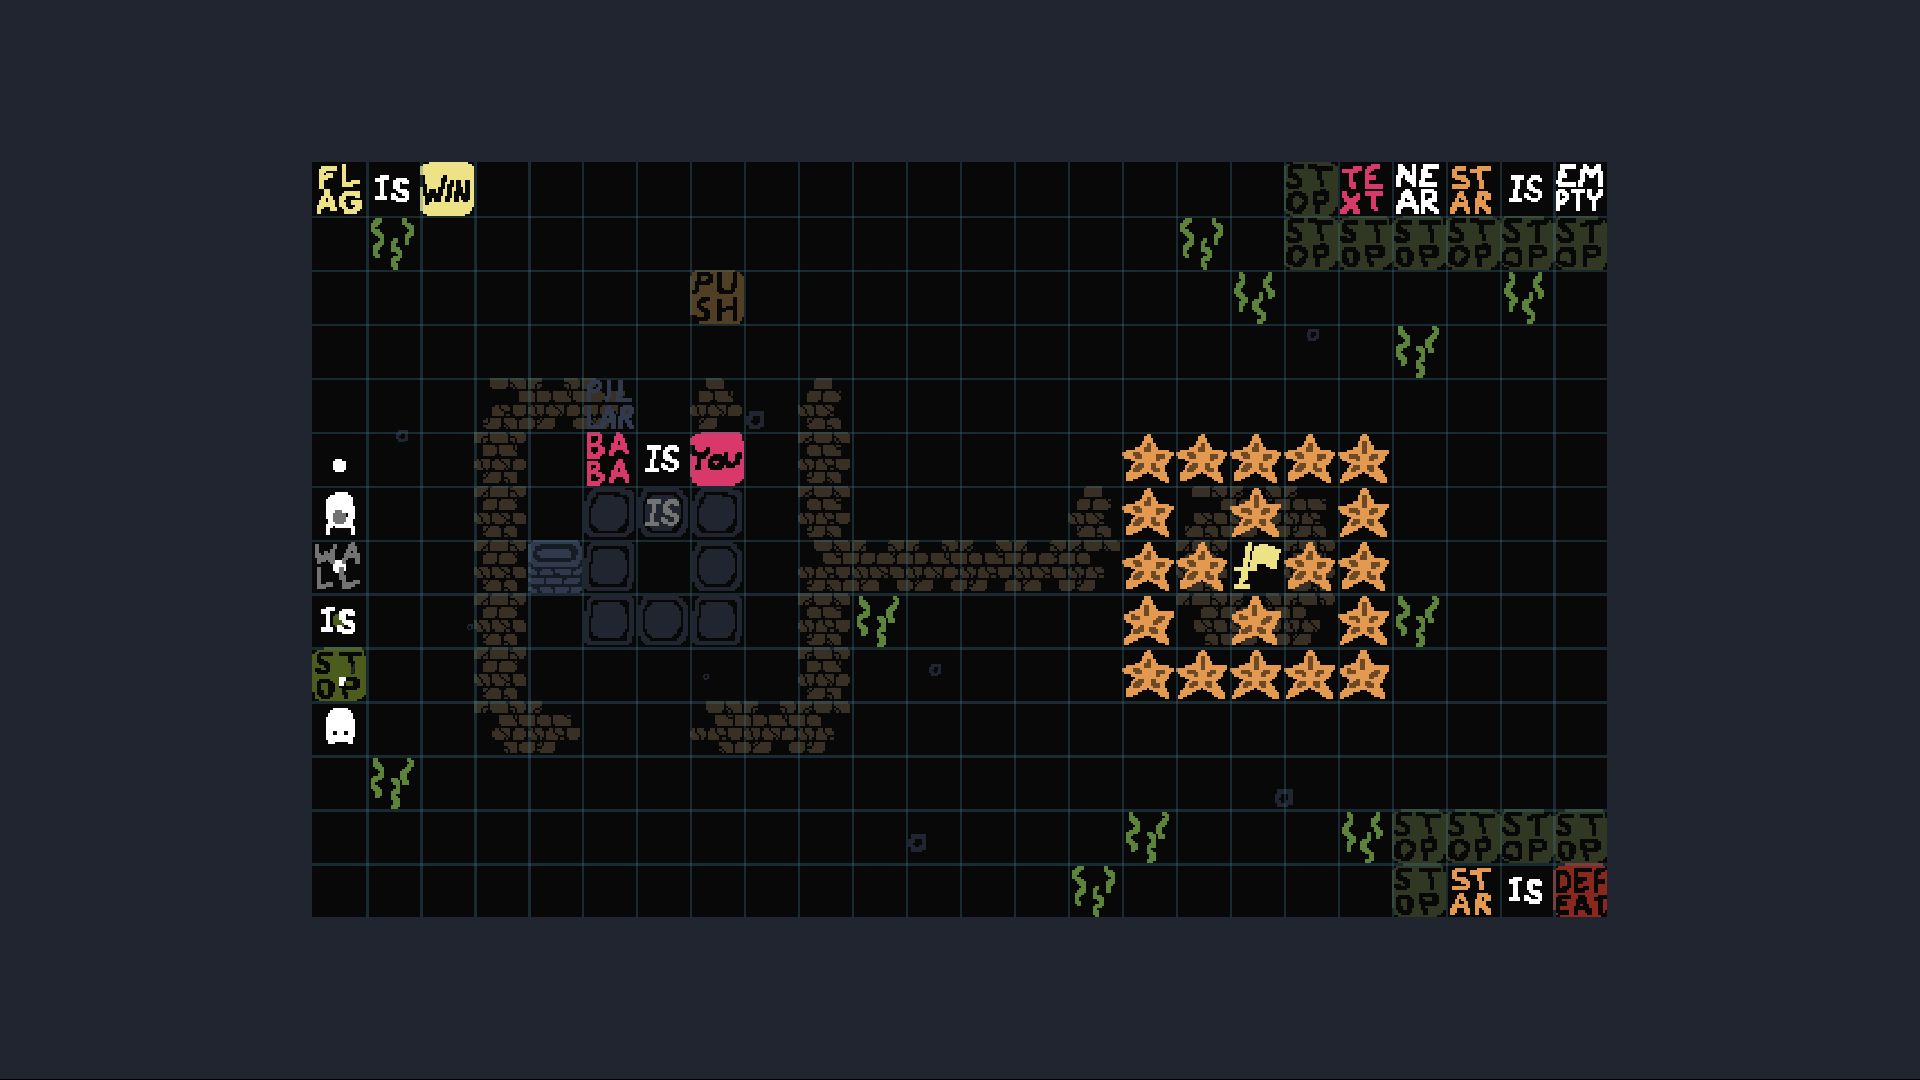 FLAG IS WIN
STOP TEXT NEAR STAR IS EMPTY
STOP STOP STOP STOP STOP STOP
PUSH
PILLAR
BABA IS YOU
IS
WALL
IS
STOP
STOP STOP STOP STOP
STOP STAR IS DEFEAT